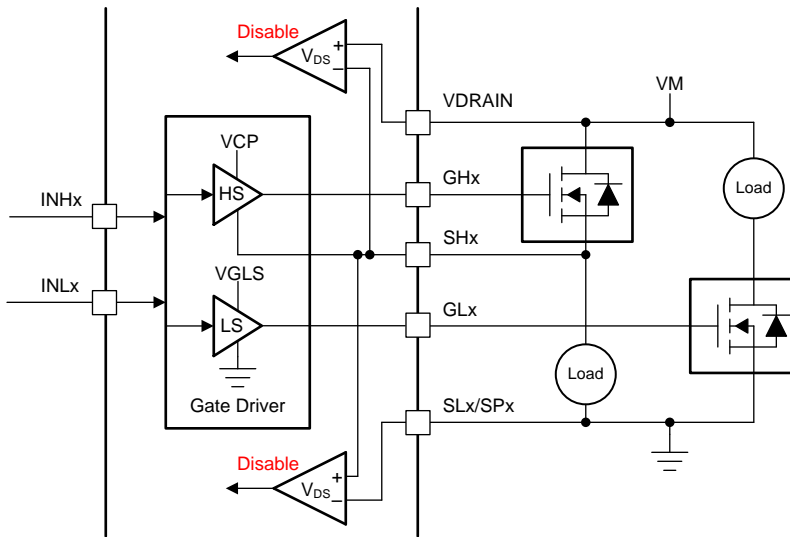 Disable
VDS
+
−
VDRAIN
VM
VCP
HS
GHx
Load
INHx
SHx
VGLS
INLx
LS
GLx
Load
Gate Driver
SLx/SPx
Disable
VDS
+
−